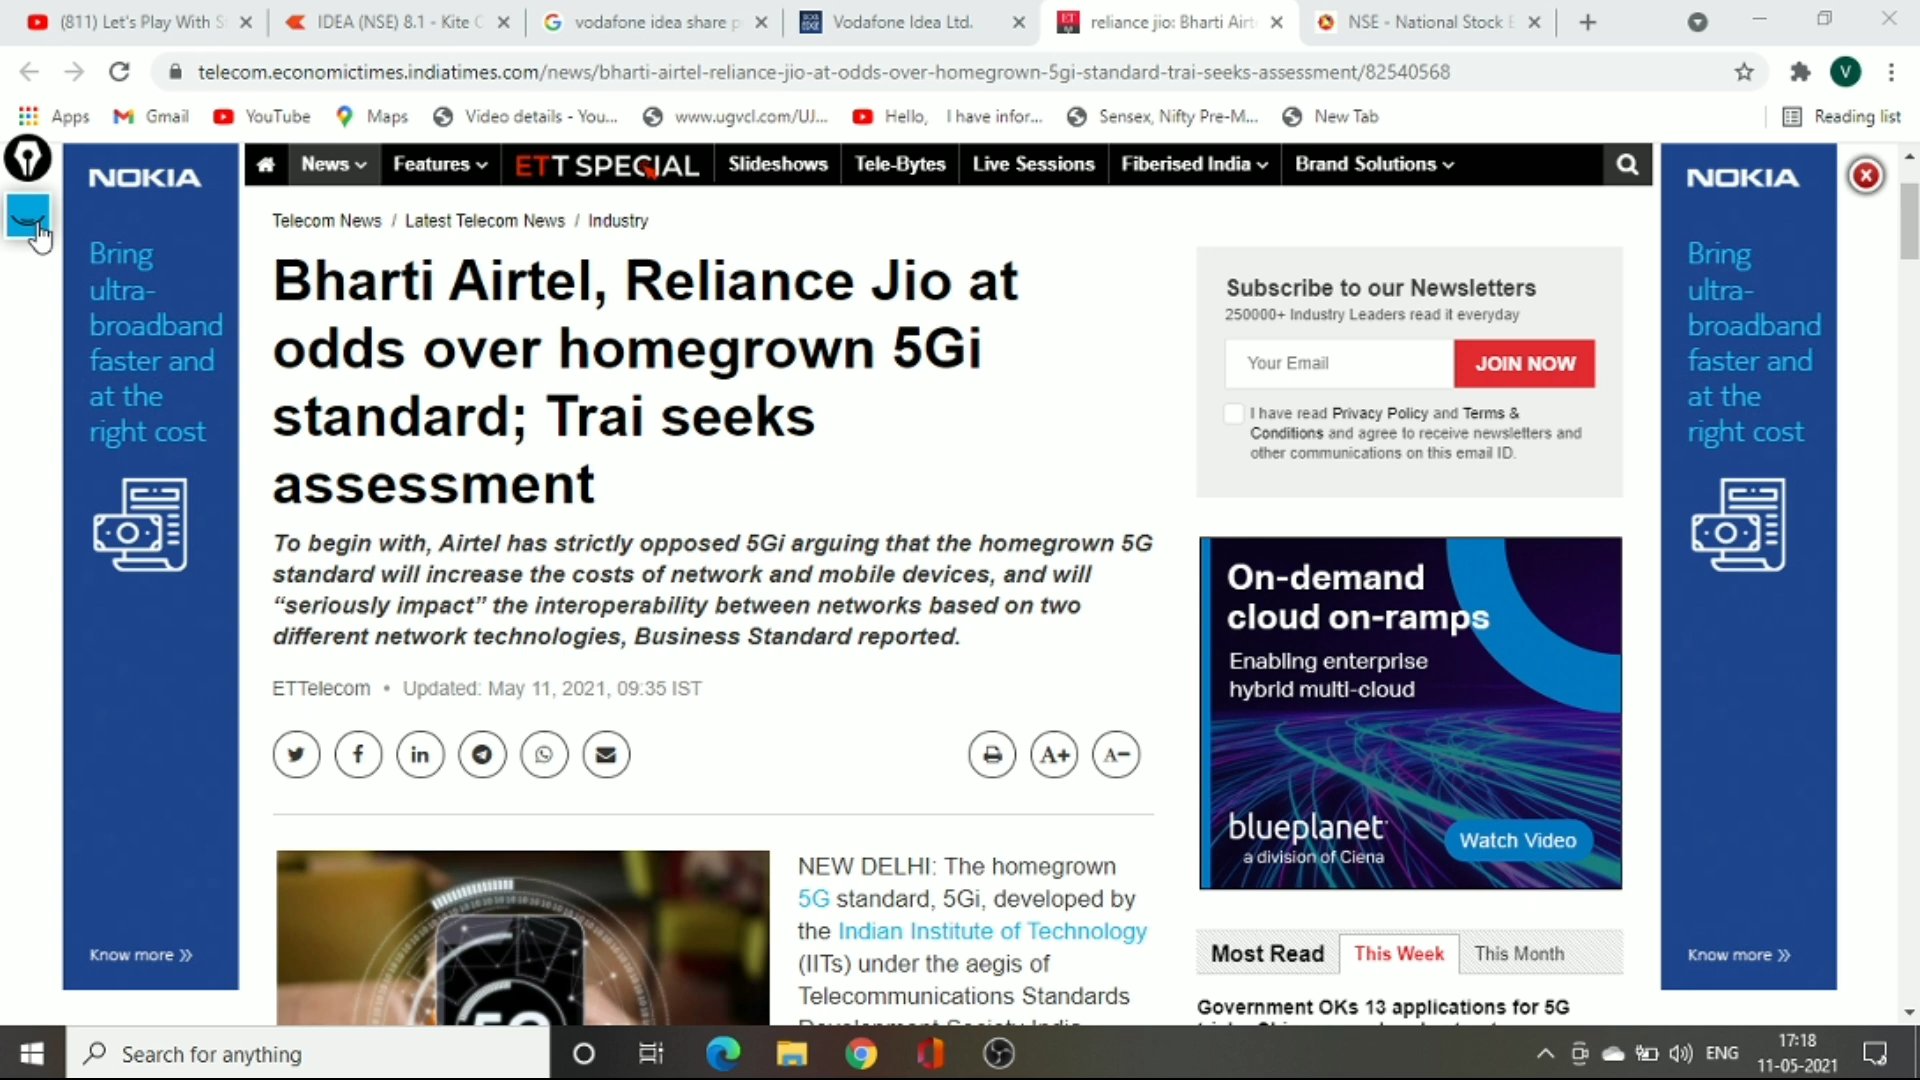 (811) Let's Play With S
IDEA (NSE) 8.1 - Kite C
vodafone idea share p
Vodafone Idea Ltd.
reliance jio: Bharti Airt
NSE - National Stock E
telecom.economictimes.indiatimes.com/news/bharti-airtel-reliance-jio-at-odds-over-homegrown-5gi-standard-trai-seeks-assessment/82540568
V
Apps
Gmail
YouTube
Maps
Video details - You...
www.ugvcl.com/UJ...
Hello, I have infor...
Sensex, Nifty Pre-M...
New Tab
Reading list
News
Features
ETT SPECIAL
Slideshows
Tele-Bytes
Live Sessions
Fiberised India
Brand Solutions
NOKIA
Bring
ultra-
broadband
faster and
at the
right cost
Know more »
Telecom News / Latest Telecom News / Industry
Bharti Airtel, Reliance Jio at
odds over homegrown 5Gi
standard; Trai seeks
assessment
To begin with, Airtel has strictly opposed 5Gi arguing that the homegrown 5G
standard will increase the costs of network and mobile devices, and will
“seriously impact” the interoperability between networks based on two
different network technologies, Business Standard reported.
ETTelecom • Updated: May 11, 2021, 09:35 IST
A+
A-
NEW DELHI: The homegrown
5G standard, 5Gi, developed by
the Indian Institute of Technology
(IITs) under the aegis of
Telecommunications Standards
Subscribe to our Newsletters
250000+ Industry Leaders read it everyday
Your Email
JOIN NOW
I have read Privacy Policy and Terms &
Conditions and agree to receive newsletters and
other communications on this email ID.
On-demand
cloud on-ramps
Enabling enterprise
hybrid multi-cloud
blueplanet
a division of Ciena
Watch Video
Most Read
This Week
This Month
Government OKs 13 applications for 5G
NOKIA
Bring
ultra-
broadband
faster and
at the
right cost
Know more »
Search for anything
ENG
17:18
11-05-2021